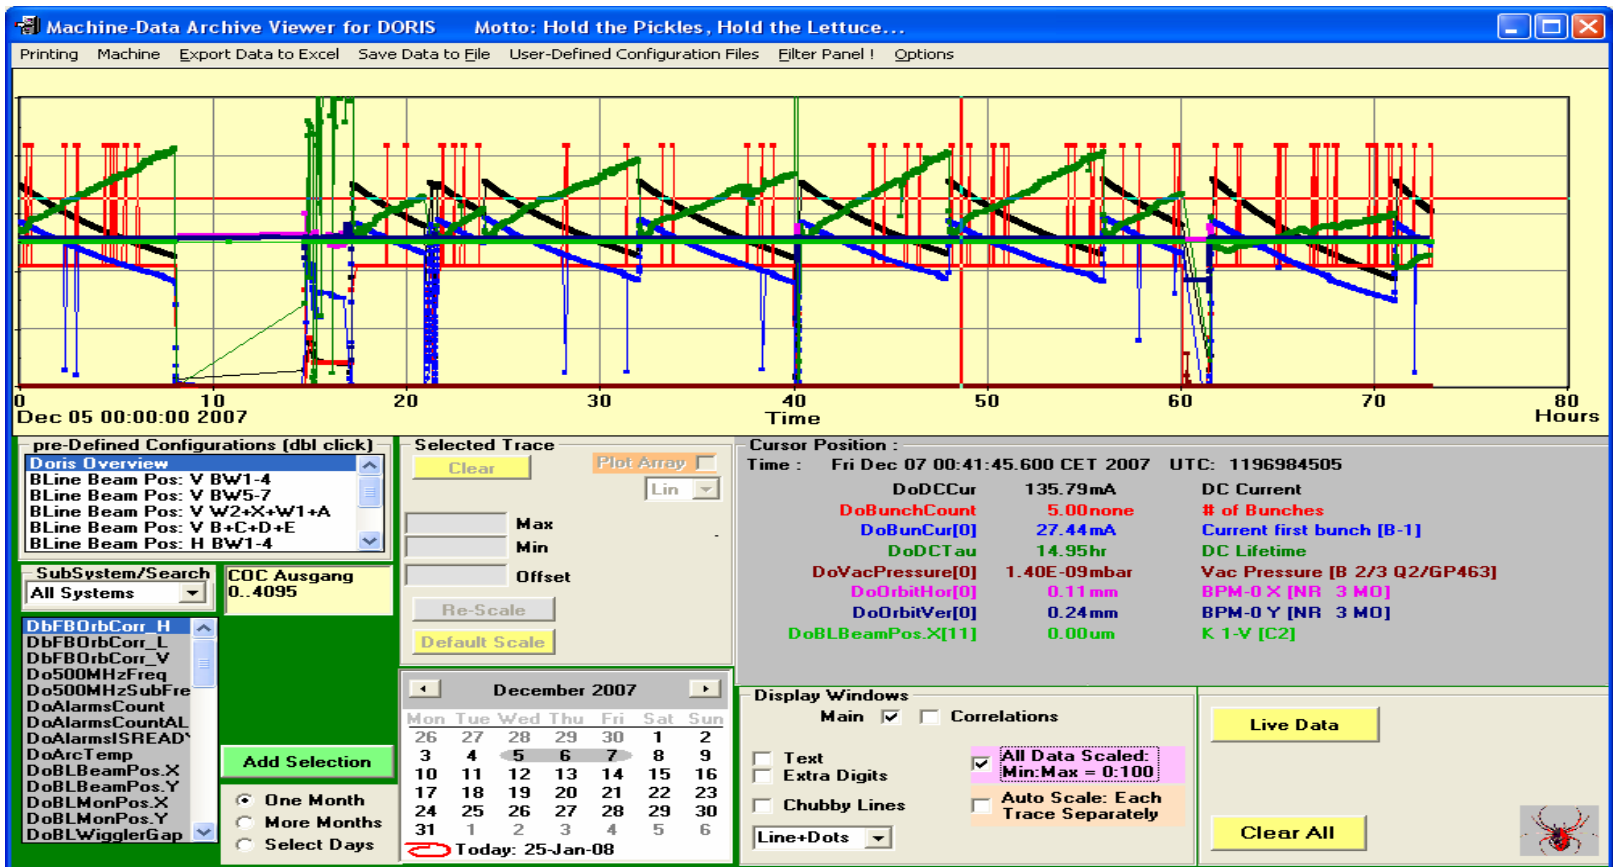 Machine-Data Archive Viewer for DORIS Motto: Hold the Pickles, Hold the Lettuce...
Printing Machine Export Data to Excel Save Data to File User-Defined Configuration Files Filter Panel ! Options
0 10 20 30 40 50 60 70 80
Dec 05 00:00:00 2007 Time Hours
pre-Defined Configurations (dbl click)
Doris Overview
BLine Beam Pos: V BW1-4
BLine Beam Pos: V BW5-7
BLine Beam Pos: V W2+X+W1+A
BLine Beam Pos: V B+C+D+E
BLine Beam Pos: H BW1-4
SubSystem/Search
All Systems
COC Ausgang
0..4095
DbFBOrbCorr_H
DbFBOrbCorr_L
DbFBOrbCorr_V
Do500MHzFreq
Do500MHzSubFre
DoAlarmsCount
DoAlarmsCountAL
DoAlarmsISREADY
DoArcTemp
DoBLBeamPos.X
DoBLBeamPos.Y
DoBLMonPos.X
DoBLMonPos.Y
DoBLWigglerGap
Add Selection
One Month
More Months
Select Days
Selected Trace
Clear
Plot Array
Lin
Max
Min
Offset
Re-Scale
Default Scale
December 2007
Mon Tue Wed Thu Fri Sat Sun
26 27 28 29 30 1 2
3 4 5 6 7 8 9
10 11 12 13 14 15 16
17 18 19 20 21 22 23
24 25 26 27 28 29 30
31 1 2 3 4 5 6
Today: 25-Jan-08
Cursor Position :
Time : Fri Dec 07 00:41:45.600 CET 2007 UTC: 1196984505
DoDCCur 135.79mA DC Current
DoBunchCount 5.00none # of Bunches
DoBunCur[0] 27.44mA Current first bunch [B-1]
DoDCTau 14.95hr DC Lifetime
DoVacPressure[0] 1.40E-09mbar Vac Pressure [B 2/3 Q2/GP463]
DoOrbitHor[0] 0.11mm BPM-0 X [NR 3 MO]
DoOrbitVer[0] 0.24mm BPM-0 Y [NR 3 MO]
DoBLBeamPos.X[11] 0.00um K 1-V [C2]
Display Windows
Main Correlations
Text
Extra Digits
Chubby Lines
Line+Dots
All Data Scaled:
Min:Max = 0:100
Auto Scale: Each
Trace Separately
Live Data
Clear All